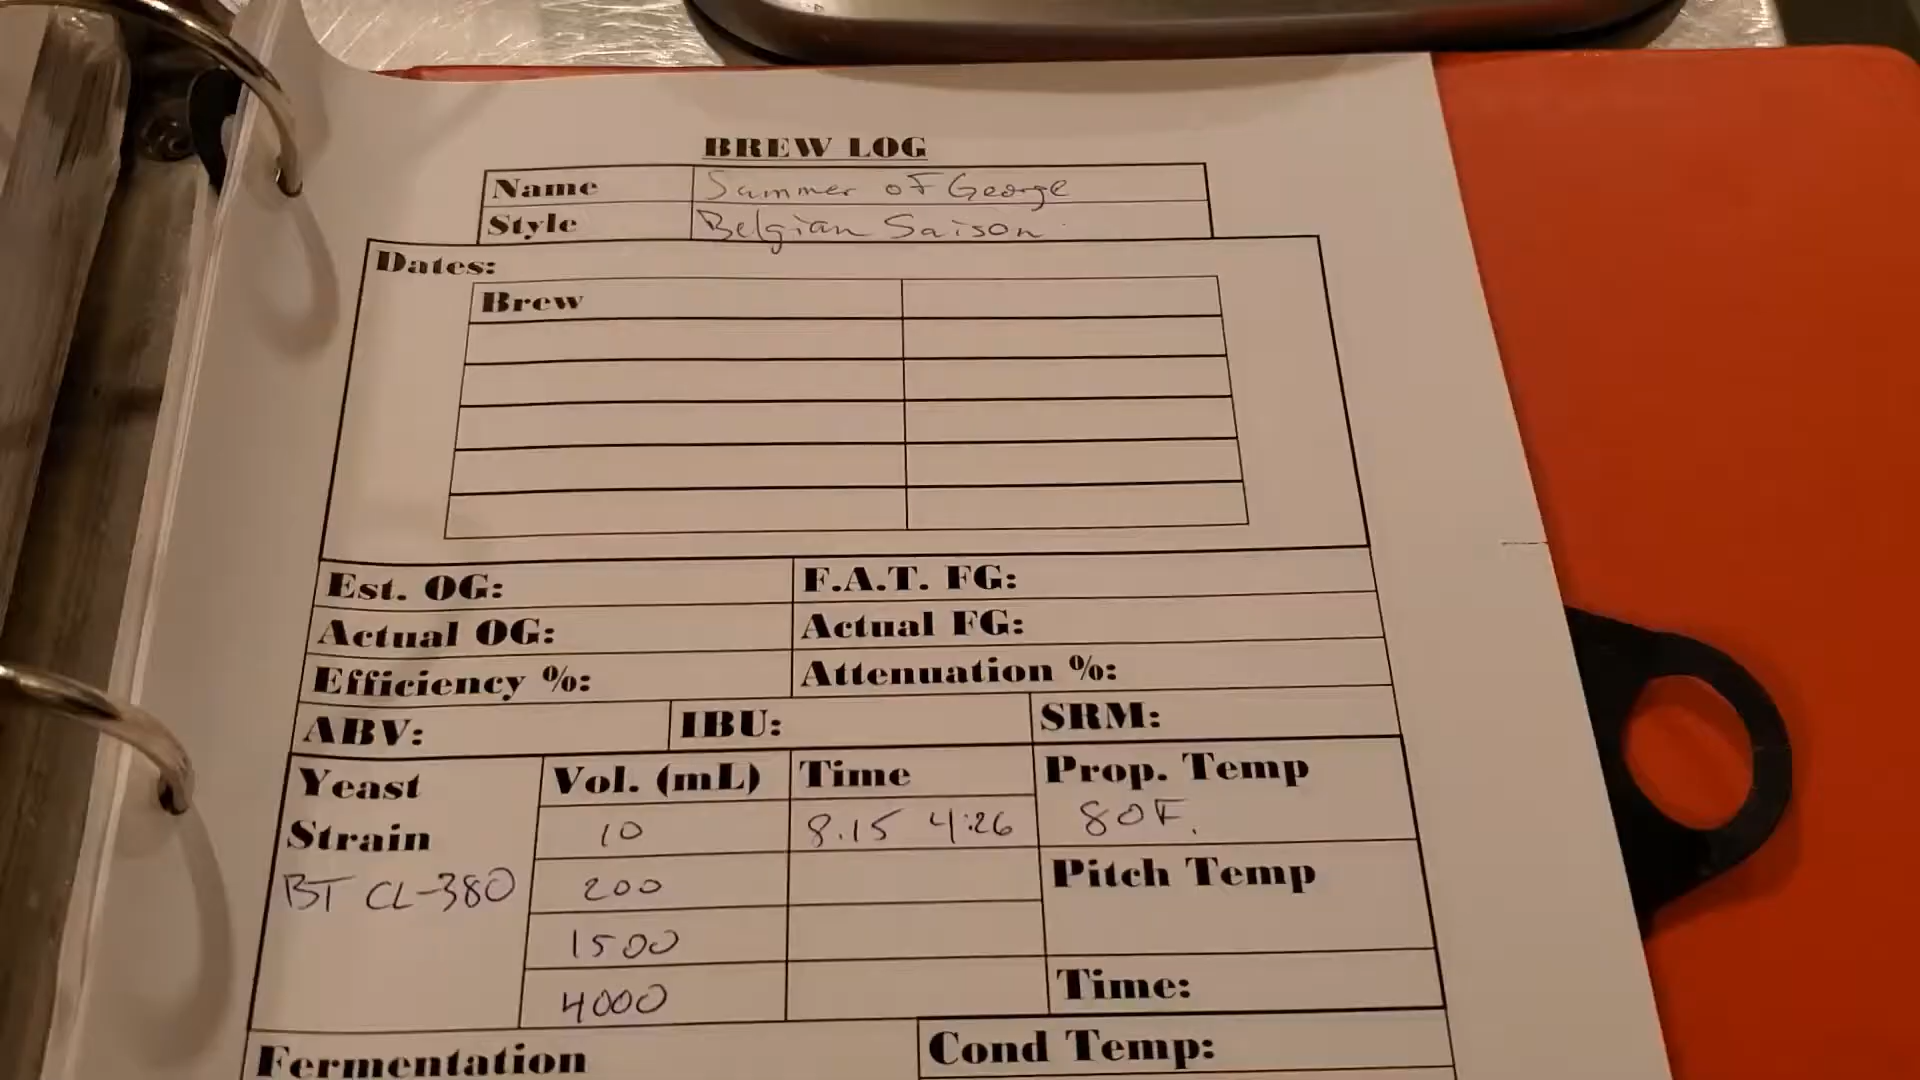 BREW LOG
Name Summer of George
Style Belgian Saison
Dates:
Brew
Est. OG: F.A.T. FG:
Actual OG: Actual FG:
Efficiency %: Attenuation %:
ABV: IBU: SRM:
Yeast Strain Vol. (mL) Time Prop. Temp
BT CL-380 10 8.15 4:26 80F.
200 Pitch Temp
1500
4000 Time:
Fermentation Cond Temp: